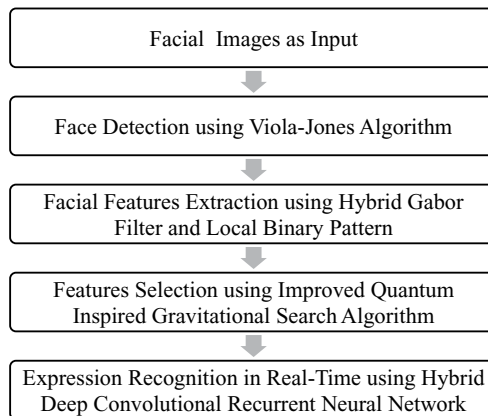 Facial Images as Input
Face Detection using Viola-Jones Algorithm
Facial Features Extraction using Hybrid Gabor
Filter and Local Binary Pattern
Features Selection using Improved Quantum
Inspired Gravitational Search Algorithm
Expression Recognition in Real-Time using Hybrid
Deep Convolutional Recurrent Neural Network